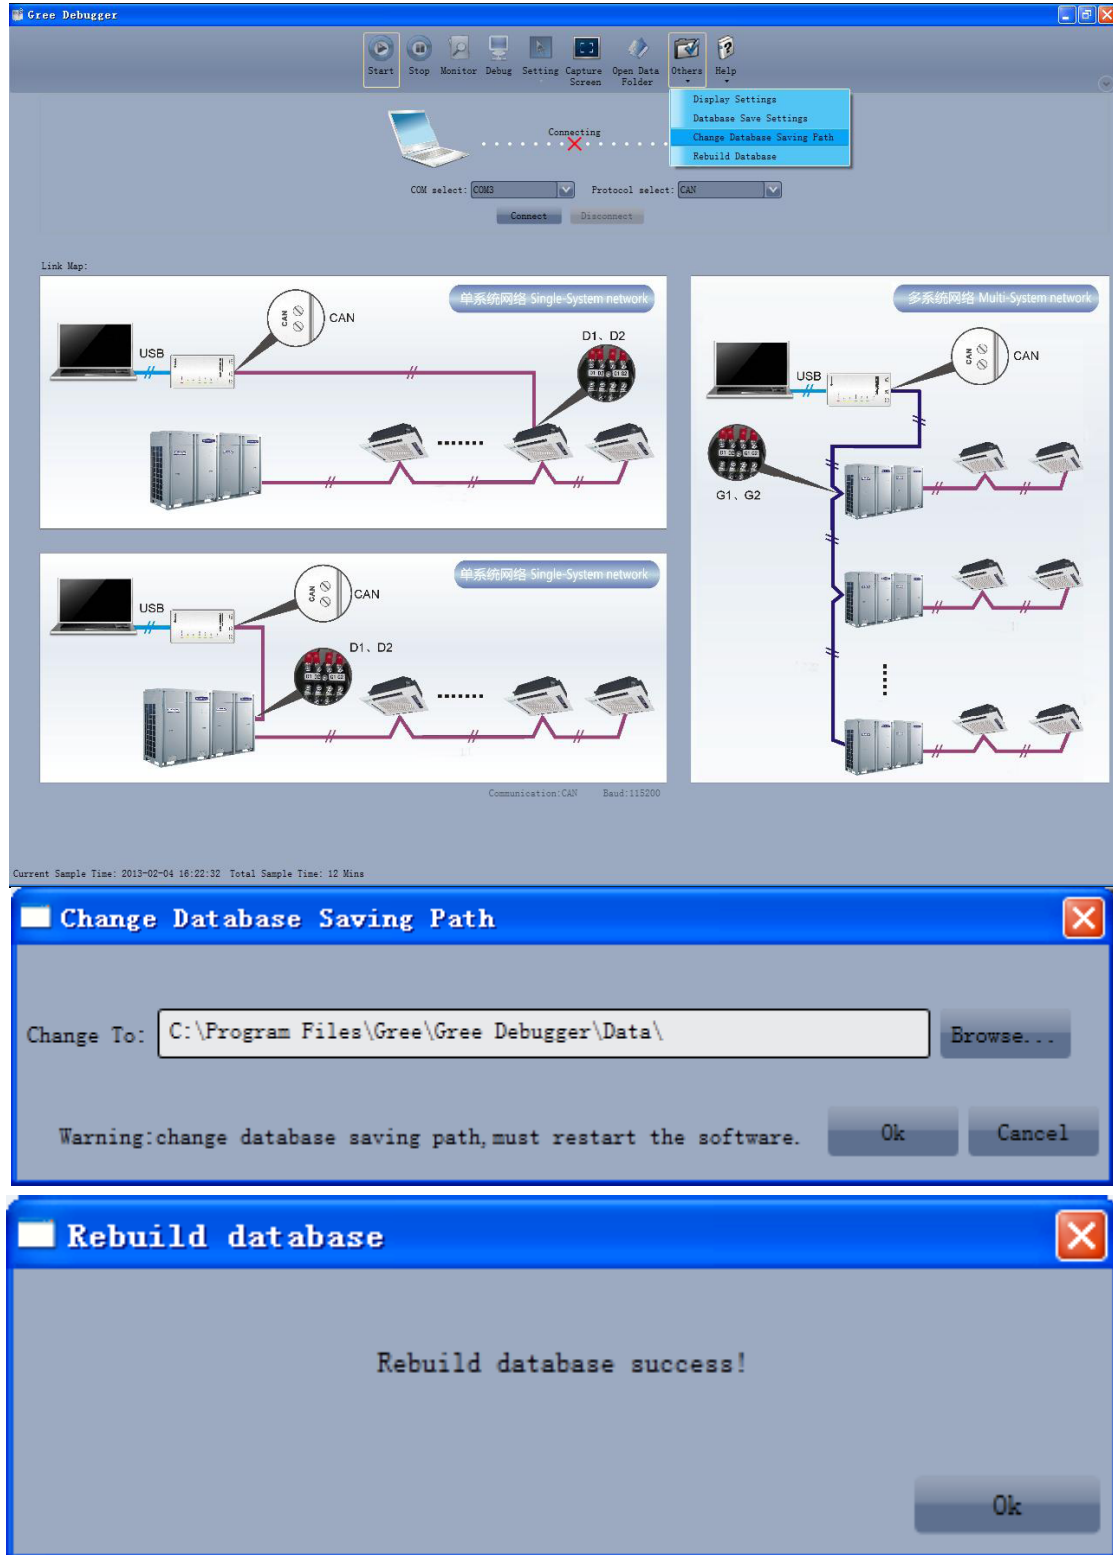 Gree Debugger
Start Stop Monitor Debug Setting Capture Screen Open Data Folder Others Help
Display Settings
Database Save Settings
Change Database Saving Path
Rebuild Database
Connecting
COM select: COM3 Protocol select: CAN
Connect Disconnect
Link Map:
单系统网络 Single-System network
CAN
CAN
USB
D1、D2
多系统网络 Multi-System network
CAN
CAN
USB
G1、G2
单系统网络 Single-System network
CAN
CAN
USB
D1、D2
Communication:CAN Baud:115200
Current Sample Time: 2013-02-04 16:22:32 Total Sample Time: 12 Mins
Change Database Saving Path
Change To: C:\Program Files\Gree\Gree Debugger\Data\ Browse...
Warning:change database saving path,must restart the software. Ok Cancel
Rebuild database
Rebuild database success!
Ok